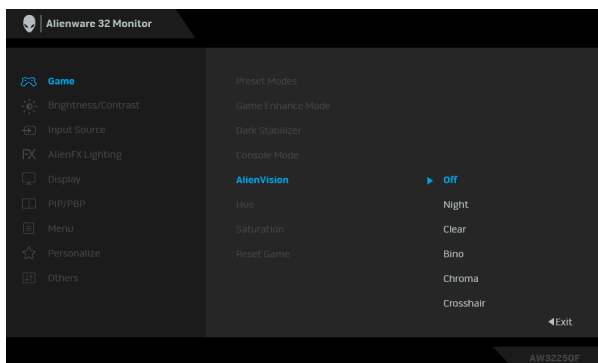 Alienware 32 Monitor
Game
Brightness/Contrast
Input Source
FX AlienFX Lighting
Display
PIP/PBP
Menu
Personalize
Others
Preset Modes
Game Enhance Mode
Dark Stabilizer
Console Mode
AlienVision
Hue
Saturation
Reset Game
Off
Night
Clear
Bino
Chroma
Crosshair
Exit
AW3225QF